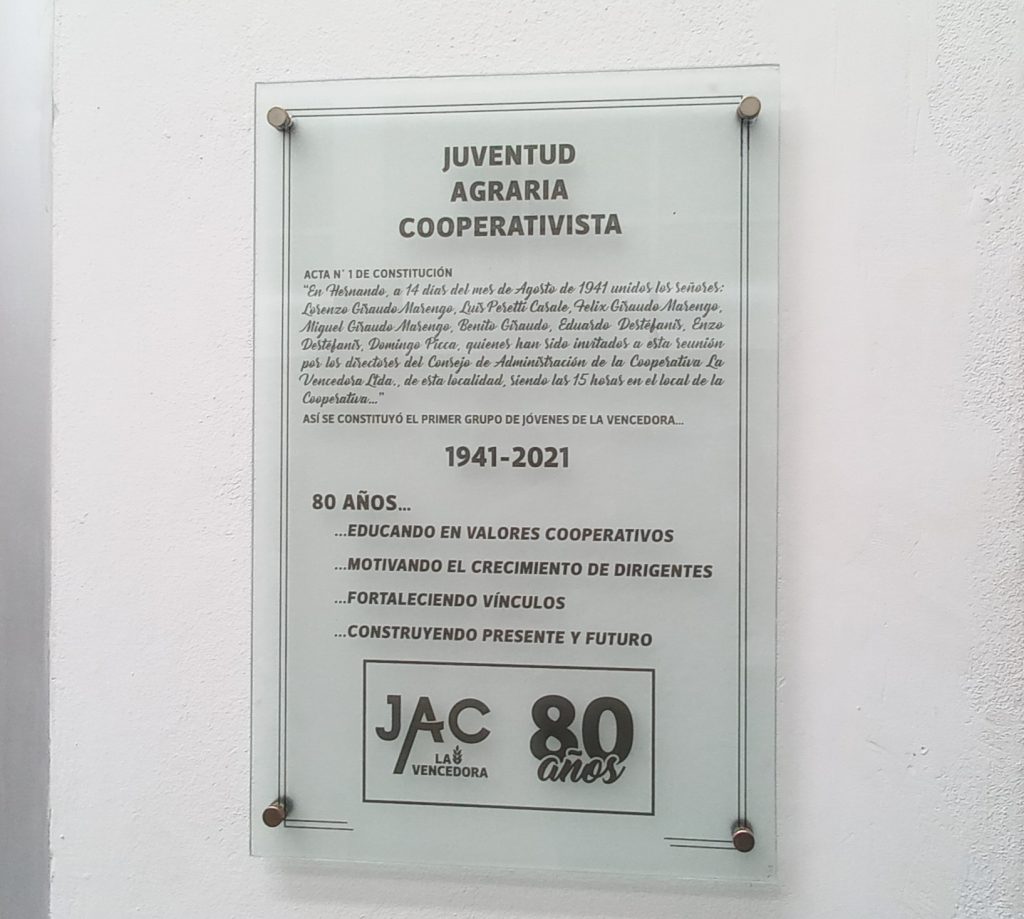 JUVENTUD
AGRARIA
COOPERATIVISTA
ACTA N° 1 DE CONSTITUCIÓN
"En Hernando, a 14 días del mes de Agosto de 1941 unidos los señores:
Lorenzo Giraudo Marengo, Luis Peretti Casale, Felix Giraudo Marengo,
Miguel Giraudo Marengo, Benito Giraudo, Eduardo Destéfanis, Enzo
Destéfanis, Domingo Picca, quienes han sido invitados a esta reunión
por los directores del Consejo de Administración de la Cooperativa La
Vencedora Ltda., de esta localidad, siendo las 15 horas en el local de la
Cooperativa..."
ASÍ SE CONSTITUYÓ EL PRIMER GRUPO DE JÓVENES DE LA VENCEDORA...
1941-2021
80 AÑOS...
...EDUCANDO EN VALORES COOPERATIVOS
...MOTIVANDO EL CRECIMIENTO DE DIRIGENTES
...FORTALECIENDO VÍNCULOS
...CONSTRUYENDO PRESENTE Y FUTURO
JAC
LA
VENCEDORA
80
años